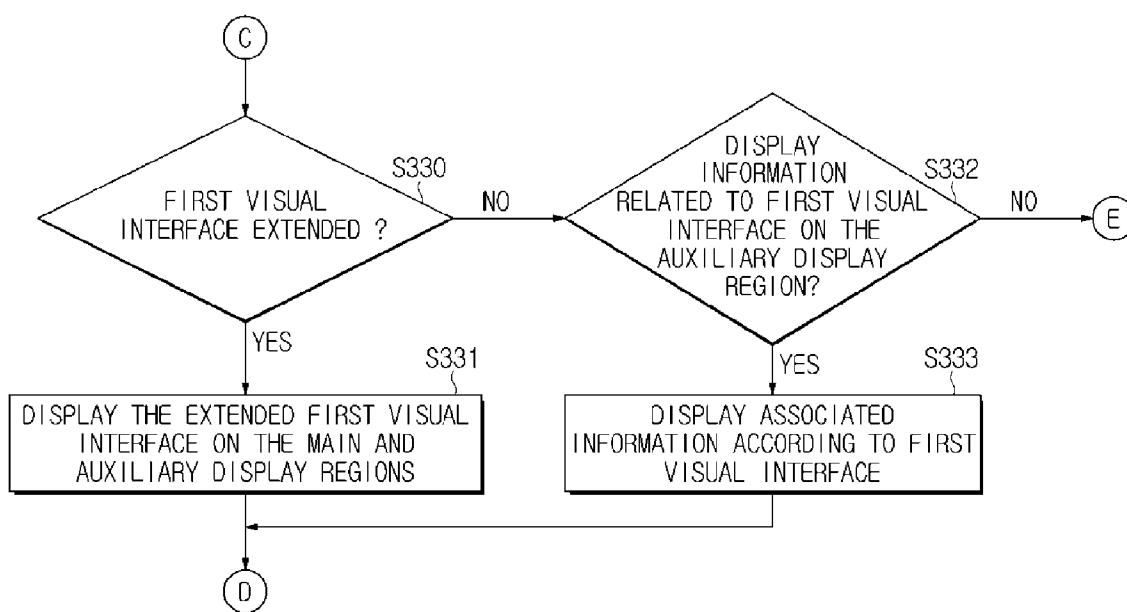 C
S330
FIRST VISUAL
INTERFACE EXTENDED ?
NO
YES
DISPLAY
INFORMATION
RELATED TO FIRST VISUAL
INTERFACE ON THE
AUXILIARY DISPLAY
REGION?
S332
NO
E
YES
S331
DISPLAY THE EXTENDED FIRST VISUAL
INTERFACE ON THE MAIN AND
AUXILIARY DISPLAY REGIONS
S333
DISPLAY ASSOCIATED
INFORMATION ACCORDING TO FIRST
VISUAL INTERFACE
D